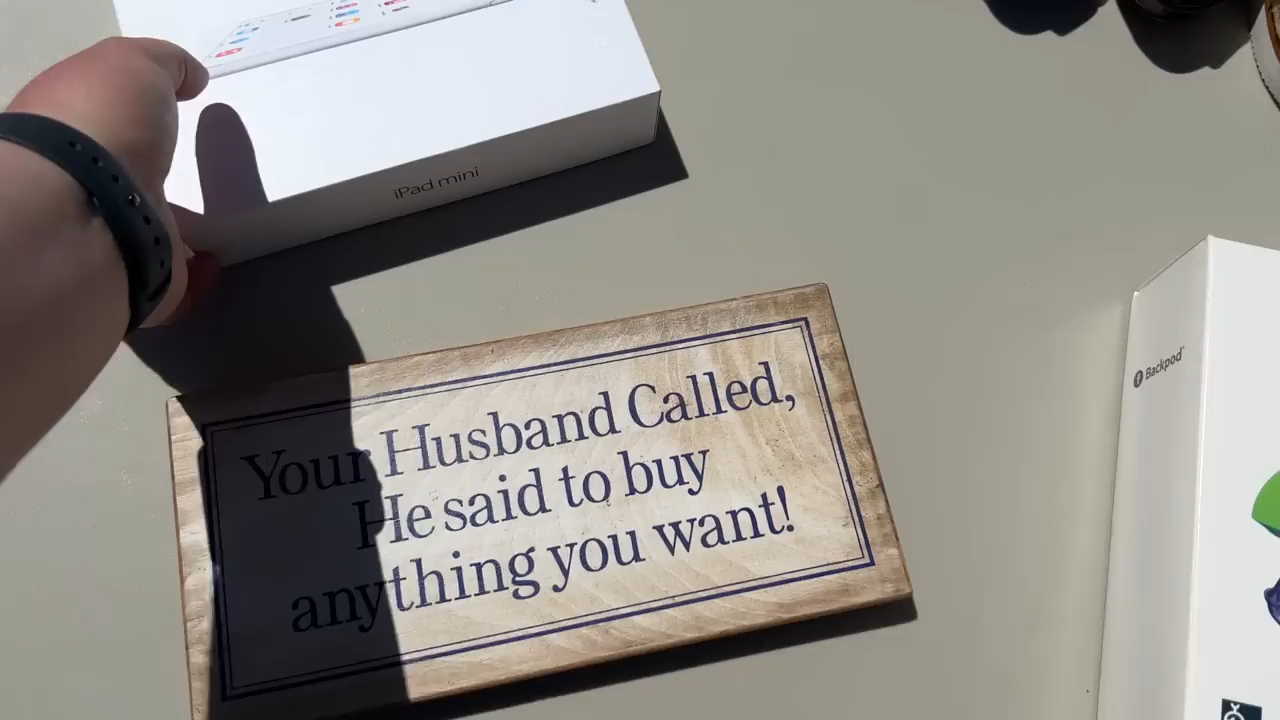 iPad mini
Your Husband Called,
He said to buy
anything you want!
Backpod